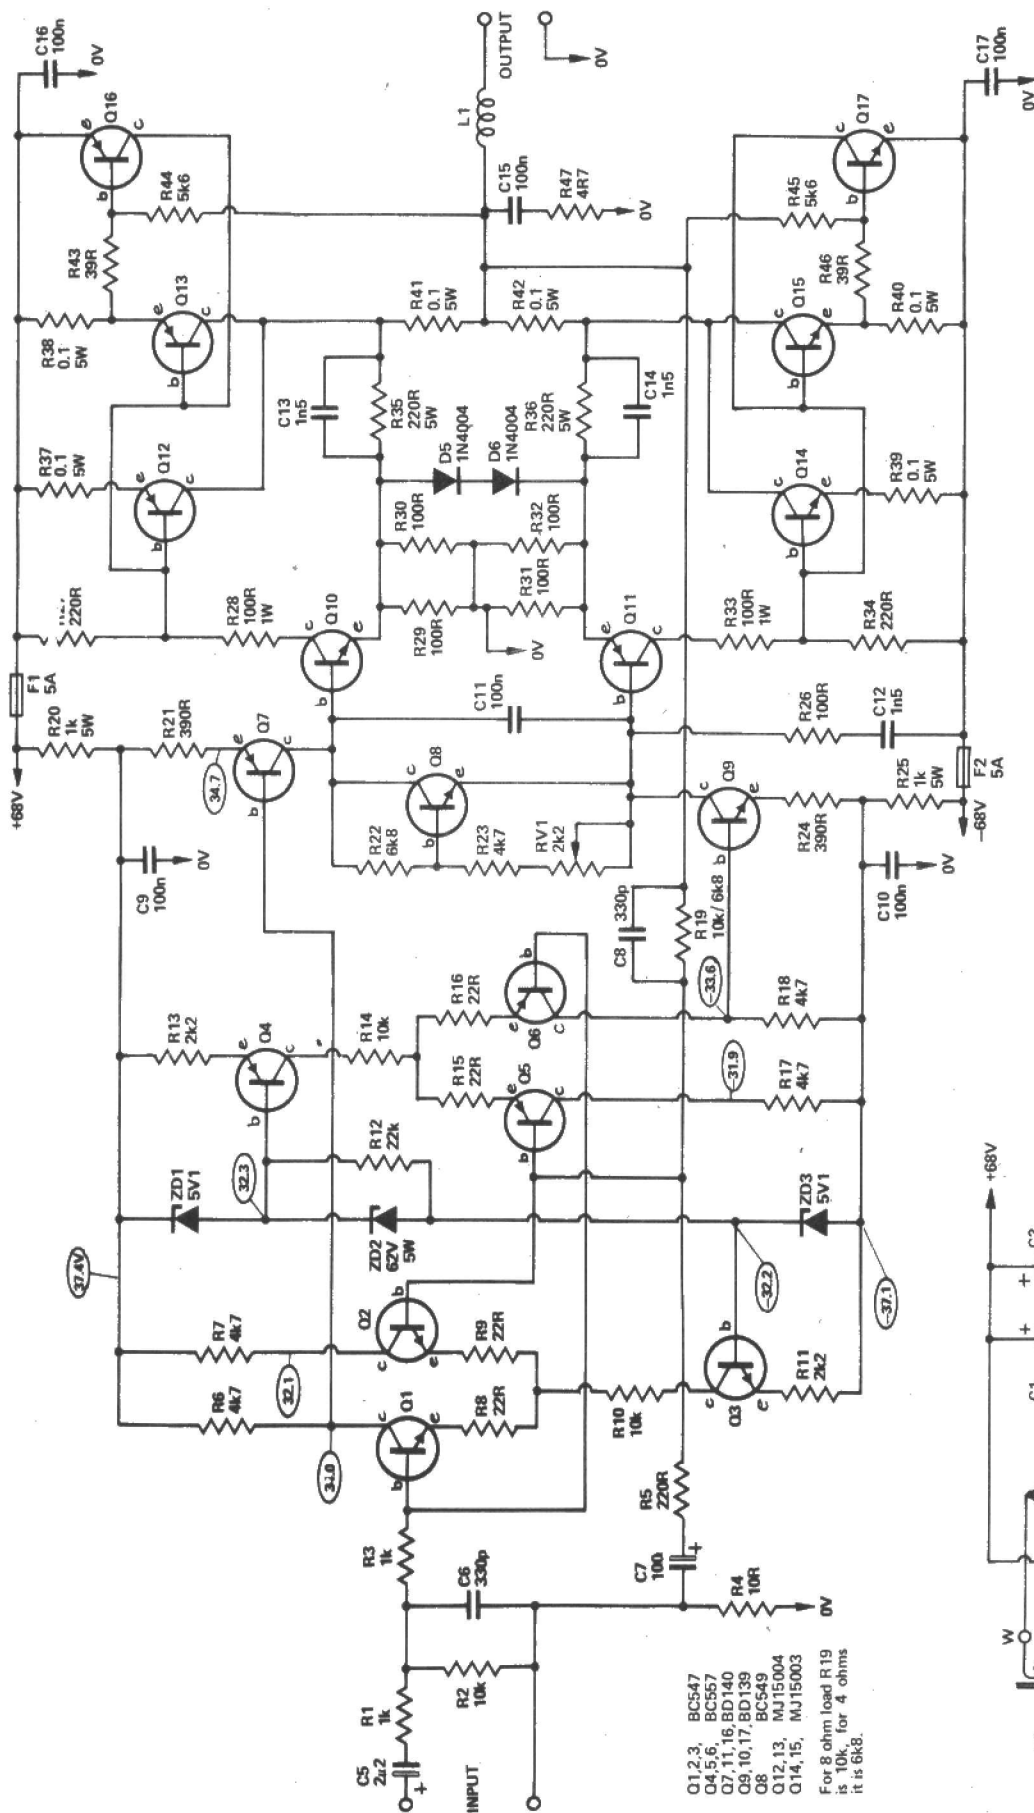 +68V
F1
5A
C16
100n
0V
R20
1k
5W
220R
R37
0.1
5W
R38
0.1
5W
R43
39R
R44
5k6
Q16
e
b
c
37.4V
C9
100n
0V
R21
390R
34.7
Q7
e
b
c
R28
100R
1W
Q12
e
b
c
Q13
e
b
c
R6
4k7
R7
4k7
32.1
ZD1
5V1
32.3
R13
2k2
Q4
e
b
c
Q10
c
b
e
C13
1n5
R35
220R
5W
R41
0.1
5W
L1
OUTPUT
0V
C5
2u2
+
INPUT
R1
1k
R2
10k
R3
1k
C6
330p
Q1
c
b
e
Q2
c
b
e
R8
22R
R9
22R
ZD2
62V
5W
R12
22k
R14
10k
R15
22R
R16
22R
Q5
e
b
c
Q6
e
b
c
R22
6k8
Q8
c
b
e
R23
4k7
RV1
2k2
C11
100n
R29
100R
R30
100R
R31
100R
R32
100R
0V
D5
1N4004
D6
1N4004
R36
220R
5W
C14
1n5
R42
0.1
5W
C15
100n
R47
4R7
0V
R10
10k
R5
220R
C7
+
R4
10R
0V
C8
330p
R19
10k/6k8
Q11
e
b
c
Q3
c
b
e
-32.2
R11
2k2
ZD3
5V1
-37.1
-31.9
-33.6
R17
4k7
R18
4k7
Q9
c
b
e
R24
390R
R26
100R
C12
1n5
R33
100R
1W
R34
220R
Q14
c
b
e
Q15
c
b
e
R39
0.1
5W
R40
0.1
5W
R46
39R
R45
5k6
Q17
c
b
e
C10
100n
0V
R25
1k
5W
–68V
F2
5A
C17
100n
0V
Q1,2,3, BC547
Q4,5,6, BC557
Q7,11,16, BD140
Q9,10,17, BD139
Q8 BC549
Q12,13, MJ15004
Q14,15, MJ15003
For 8 ohm load R19
is 10k, for 4 ohms
it is 6k8.
W
+
+
+68V